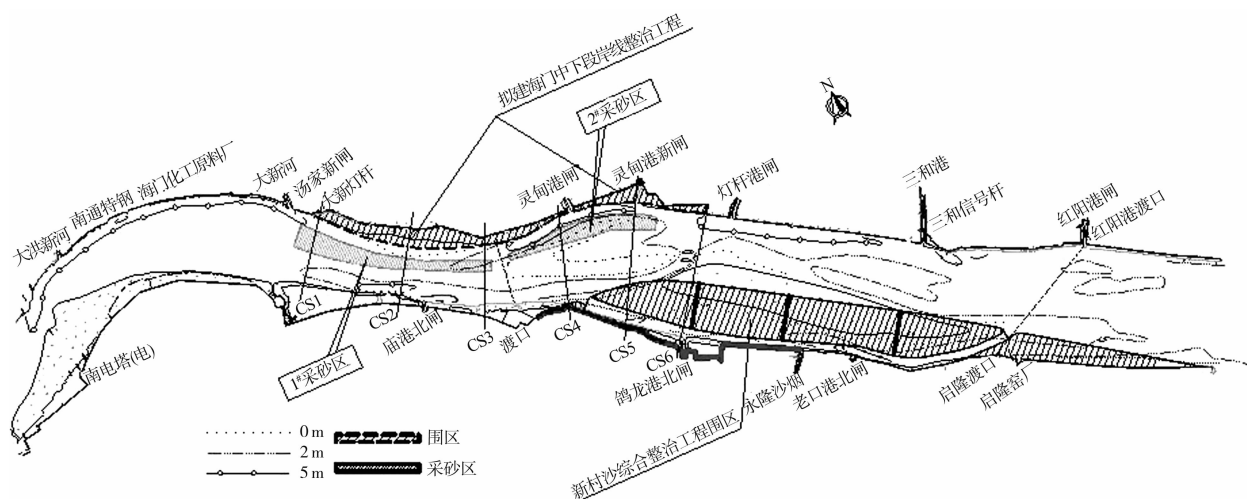 拟建海门中下段岸线整治工程
2#采砂区
N
大洪新河
南通特钢
海门化工原料厂
大新河
汤家新闸
大新灯杆
灵甸港闸
灵甸港新闸
灯杆港闸
三和港
三和信号杆
红阳港闸
红阳港渡口
南电塔(电)
1#采砂区
CS1
CS2
庙港北闸
CS3
渡口
CS4
CS5
CS6
鸽龙港北闸
新村沙综合整治工程围区
永隆沙烟
老口港北闸
启隆渡口
启隆窑厂
0 m
2 m
5 m
围区
采砂区